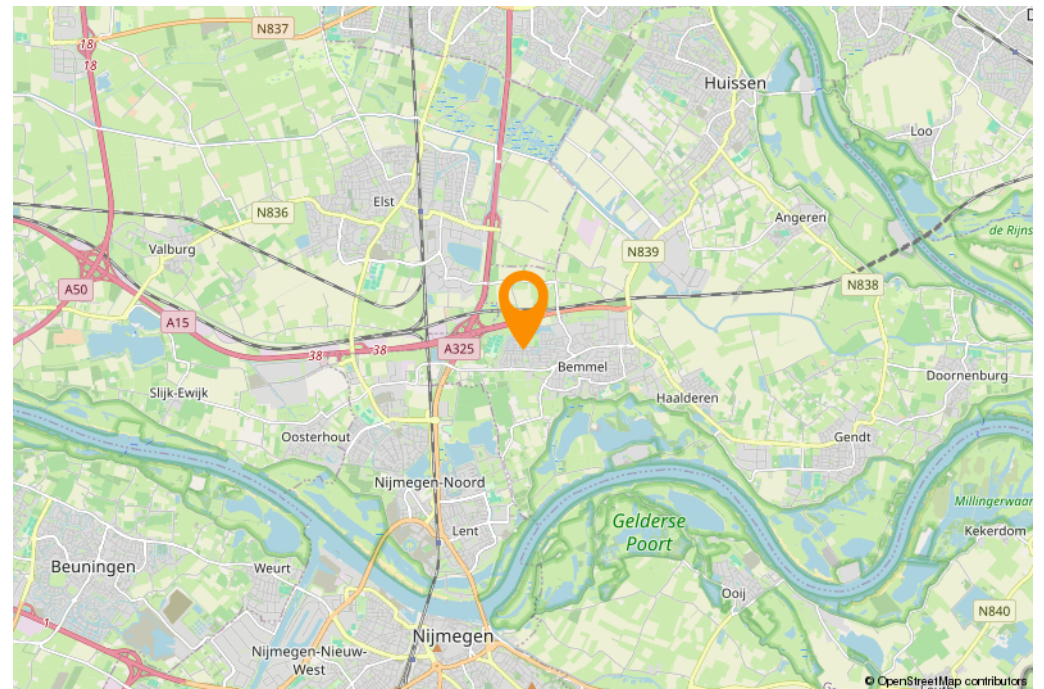 N837
18
18
Huissen
Loo
Elst
N836
Angeren
de Rijns
Valburg
N839
N838
A50
A15
38
38
A325
Bemmel
Doornenburg
Slijk-Ewijk
Haalderen
Oosterhout
Gendt
Nijmegen-Noord
Millingerwaar
Gelderse
Poort
Lent
Kekerdom
Beuningen
Weurt
Ooij
N840
1
Nijmegen
Nijmegen-Nieuw-
West
© OpenStreetMap contributors